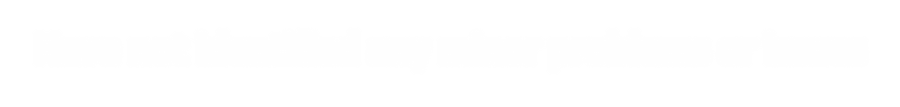 Have not identified any other problems or issues